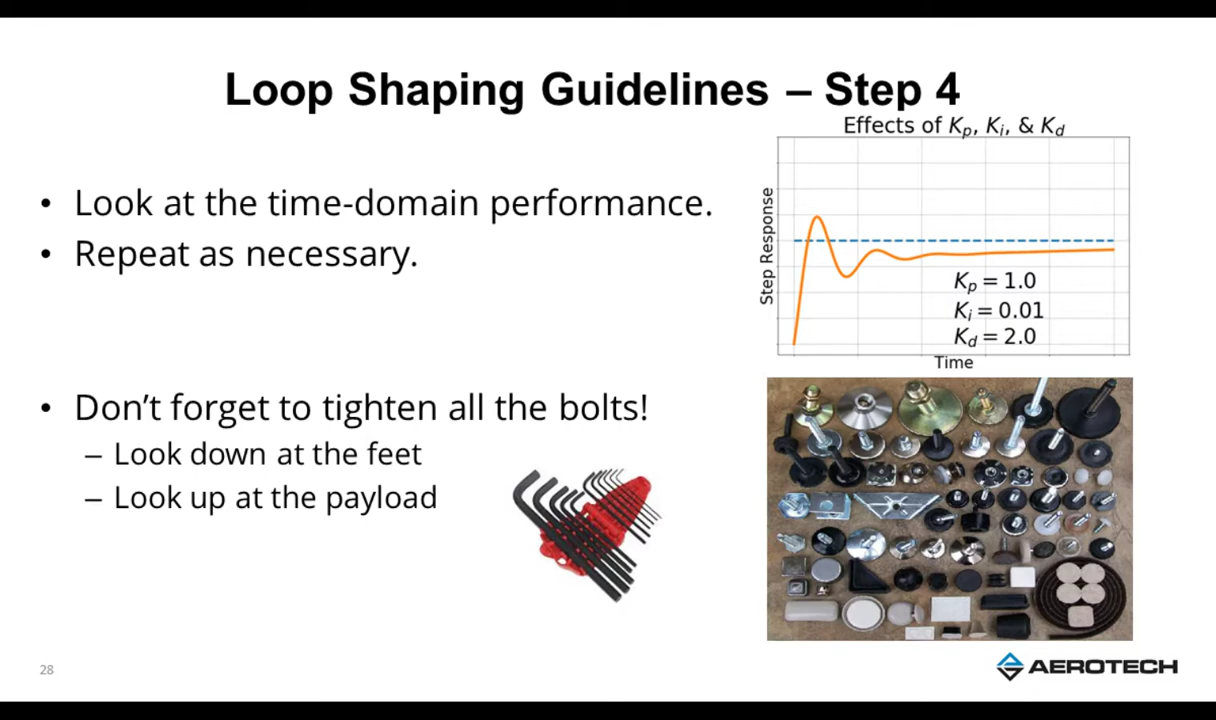 Loop Shaping Guidelines – Step 4
• Look at the time-domain performance.
• Repeat as necessary.
• Don’t forget to tighten all the bolts!
– Look down at the feet
– Look up at the payload
Effects of Kp, Ki, & Kd
Step Response
Kp = 1.0
Ki = 0.01
Kd = 2.0
Time
28
AEROTECH